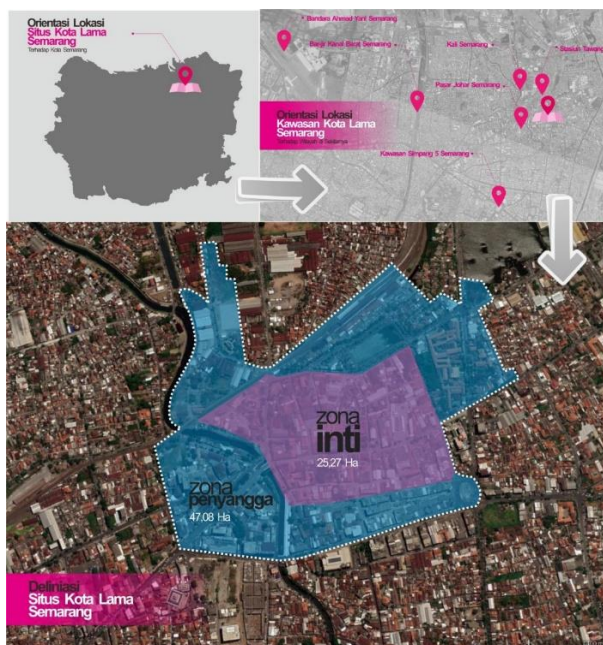 Orientasi Lokasi
Situs Kota Lama
Semarang
Terhadap Kota Semarang
Bandara Ahmad Yani Semarang
Banjir Kanal Barat Semarang
Kali Semarang
Stasiun Tawang
Pasar Johar Semarang
Orientasi Lokasi
Kawasan Kota Lama
Semarang
Kawasan Simpang 5 Semarang
zona
inti
25,27 Ha
zona
penyangga
47,08 Ha
Deliniasi
Situs Kota Lama
Semarang